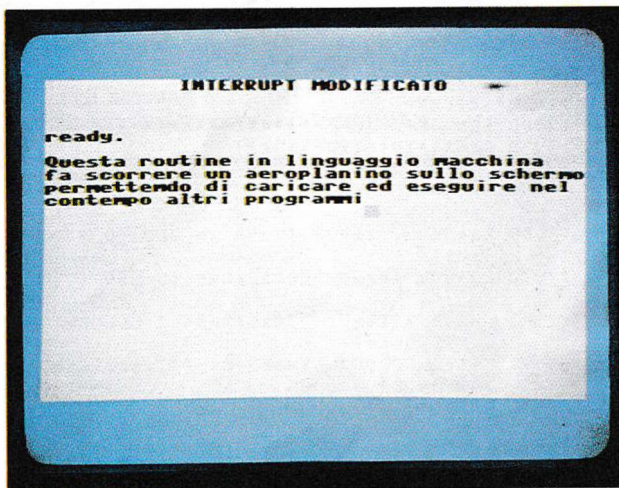 INTERRUPT MODIFICATO
ready.
Questa routine in linguaggio macchina
fa scorrere un aeroplanino sullo schermo
permettendo di caricare ed eseguire nel
contempo altri programmi